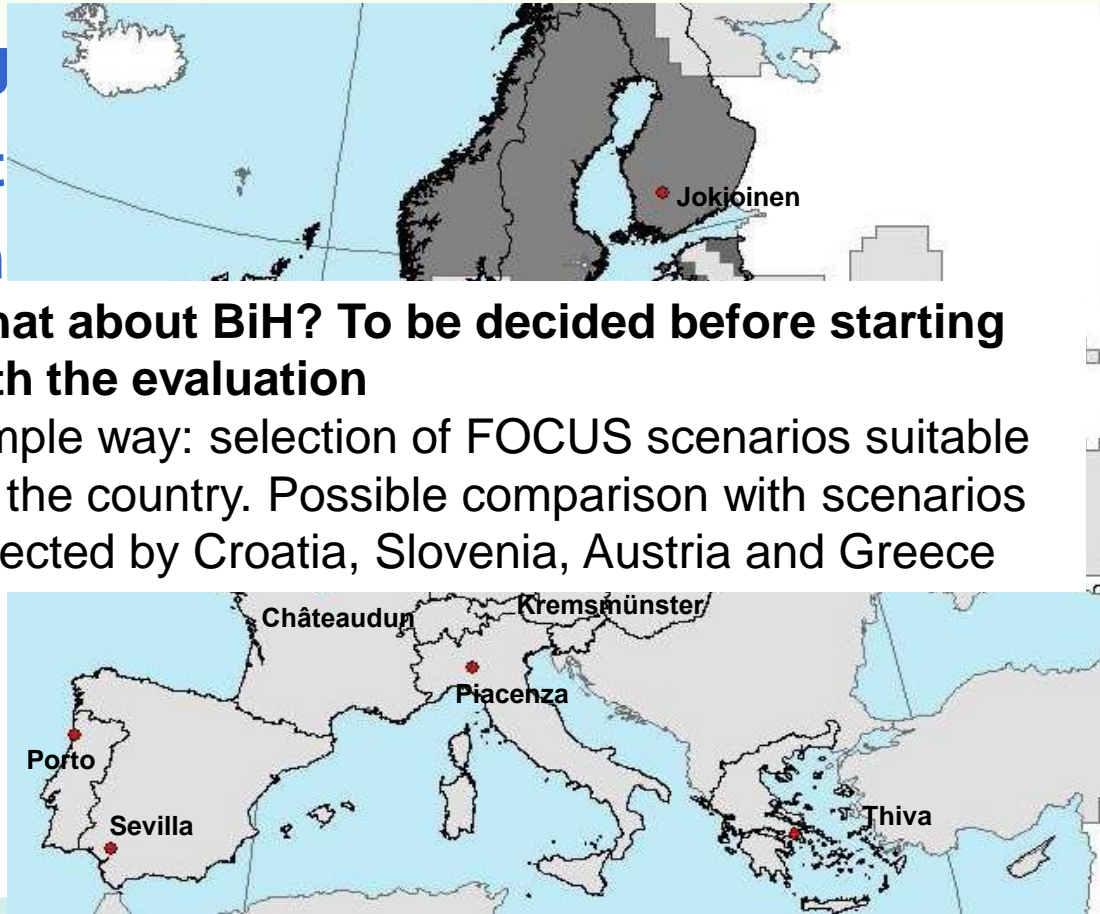 Jokioinen
hat about BiH? To be decided before starting
th the evaluation
mple way: selection of FOCUS scenarios suitable
the country. Possible comparison with scenarios
ected by Croatia, Slovenia, Austria and Greece
Châteaudun
Kremsmünster
Piacenza
Porto
Sevilla
Thiva